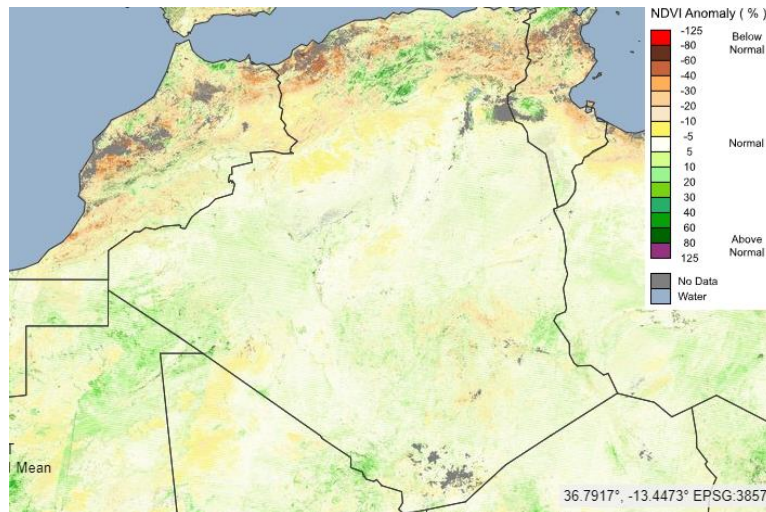 NDVI Anomaly ( % )
-125
Below
Normal
-80
-60
-40
-30
-20
-10
-5
Normal
5
10
20
30
40
60
80
Above
Normal
125
No Data
Water
T
l Mean
36.7917°, -13.4473° EPSG:3857